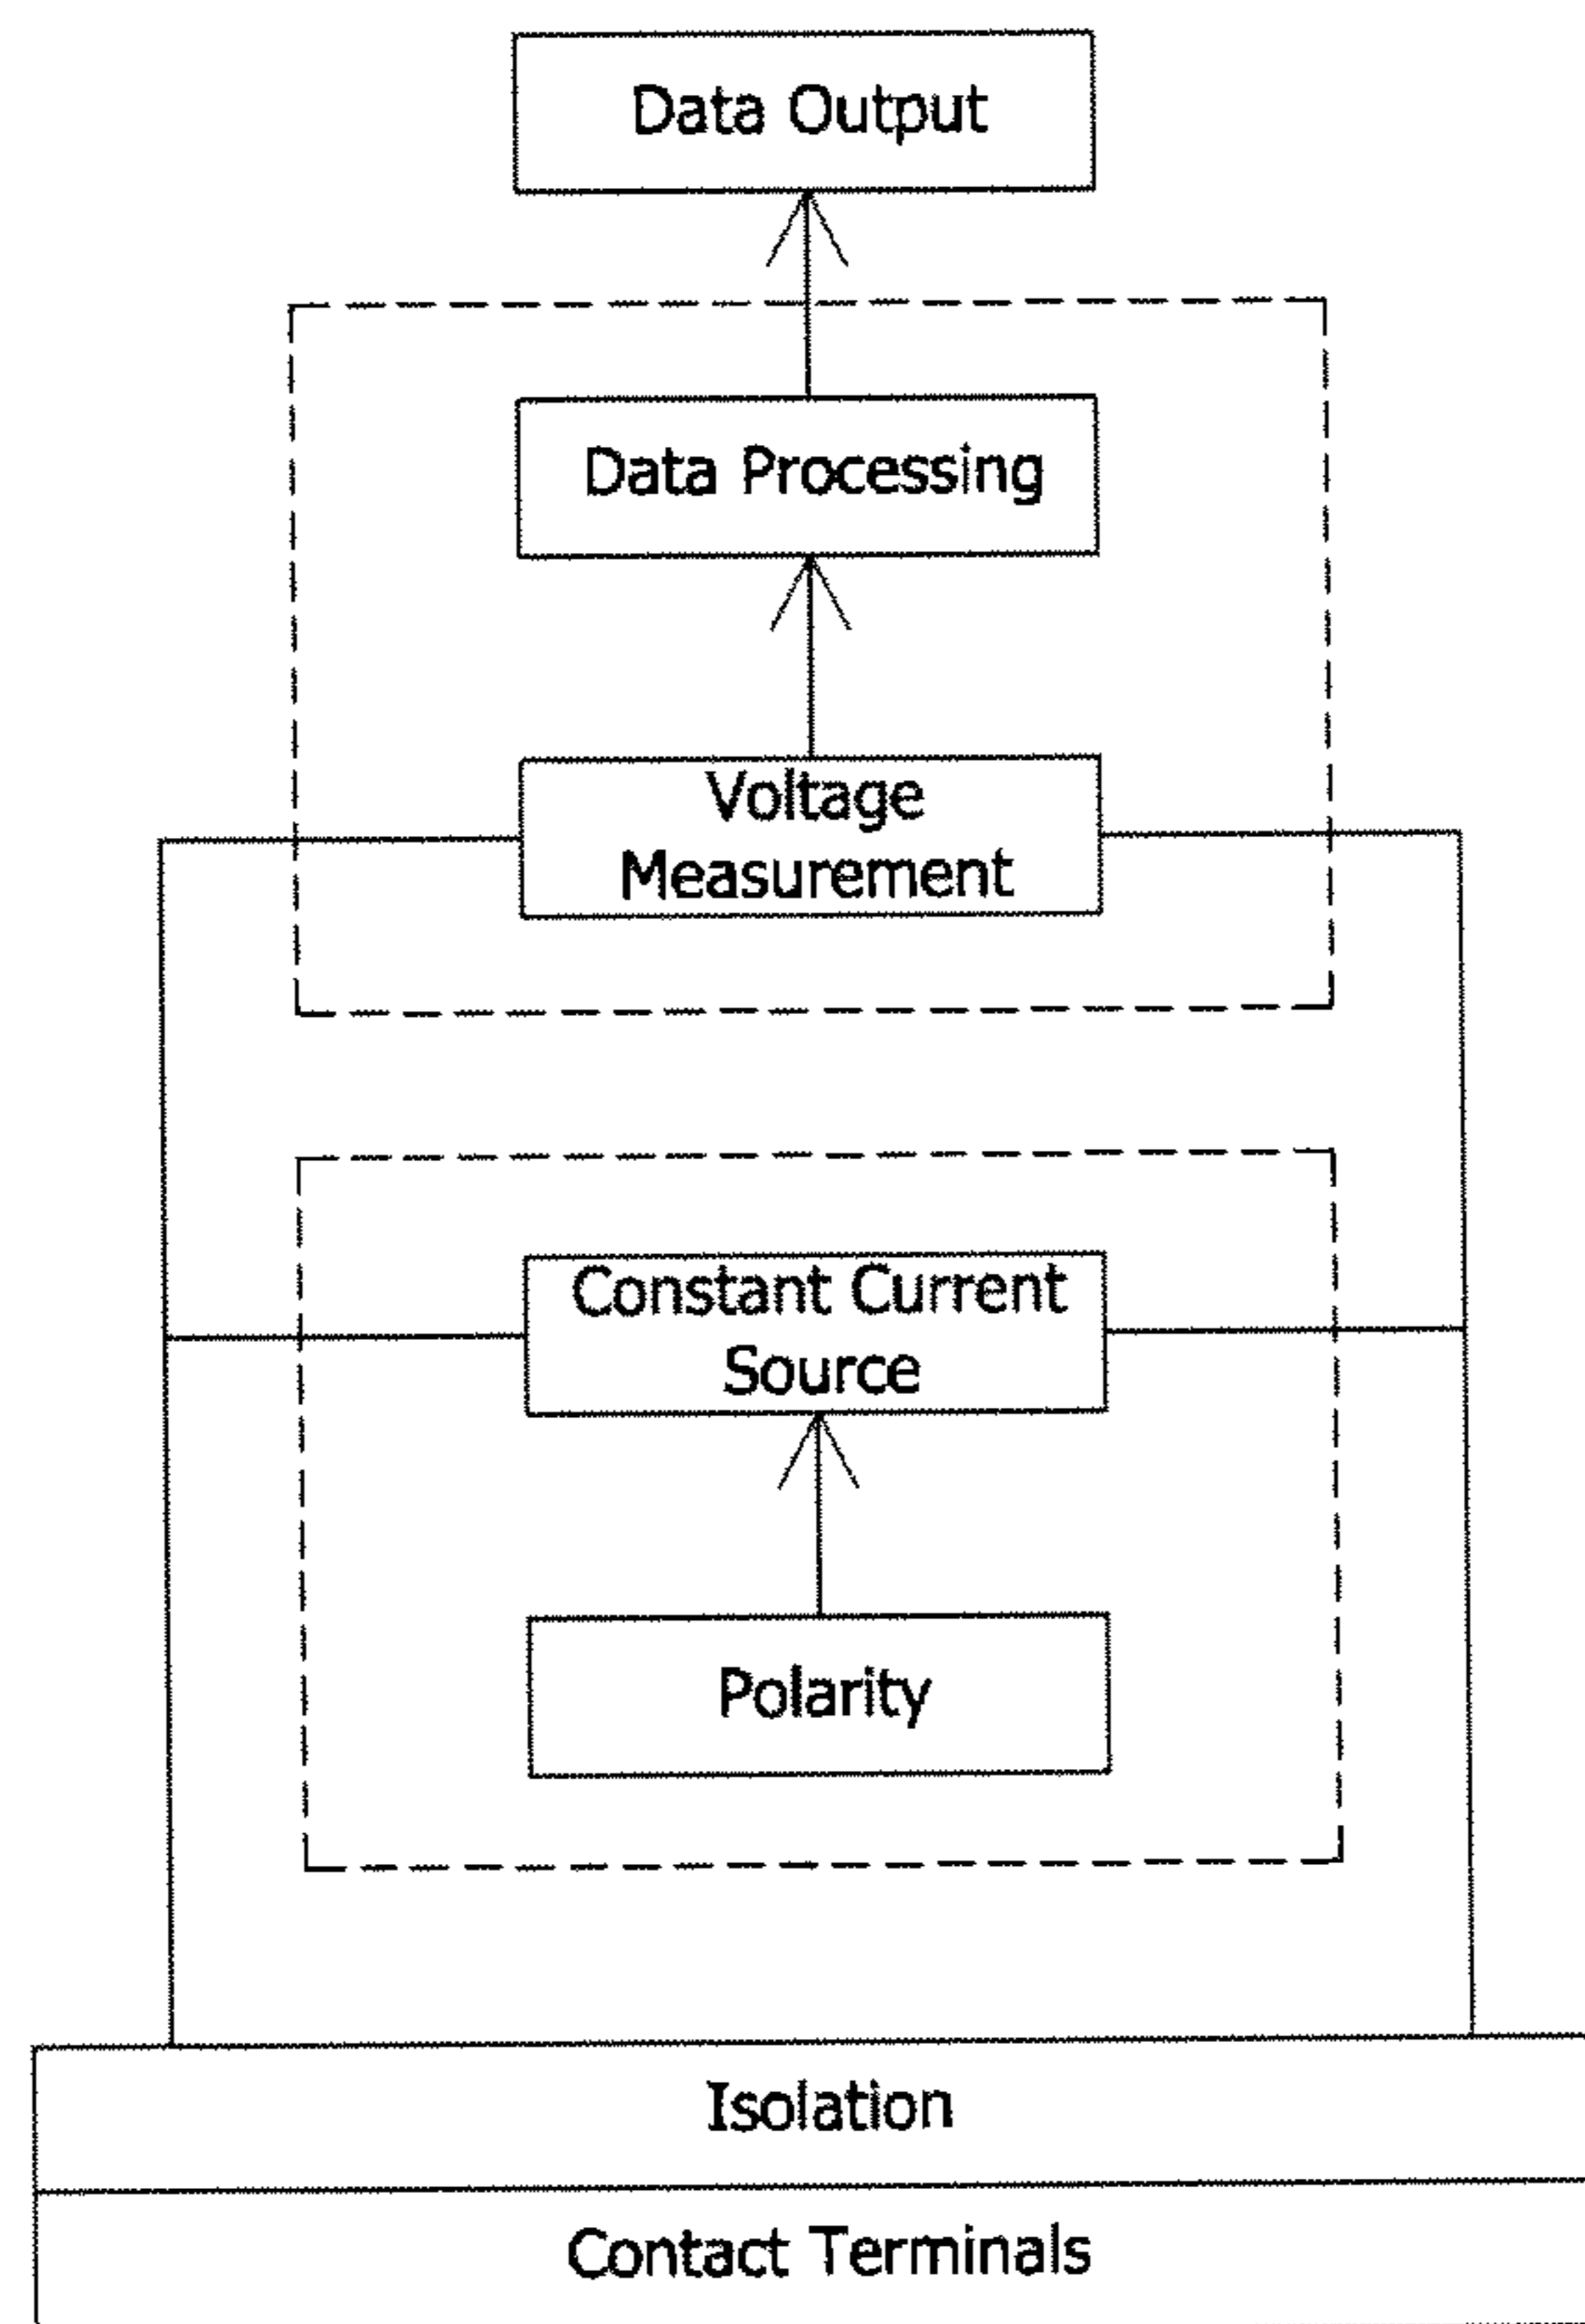 Data Output
Data Processing
Voltage
Measurement
Constant Current
Source
Polarity
Isolation
Contact Terminals